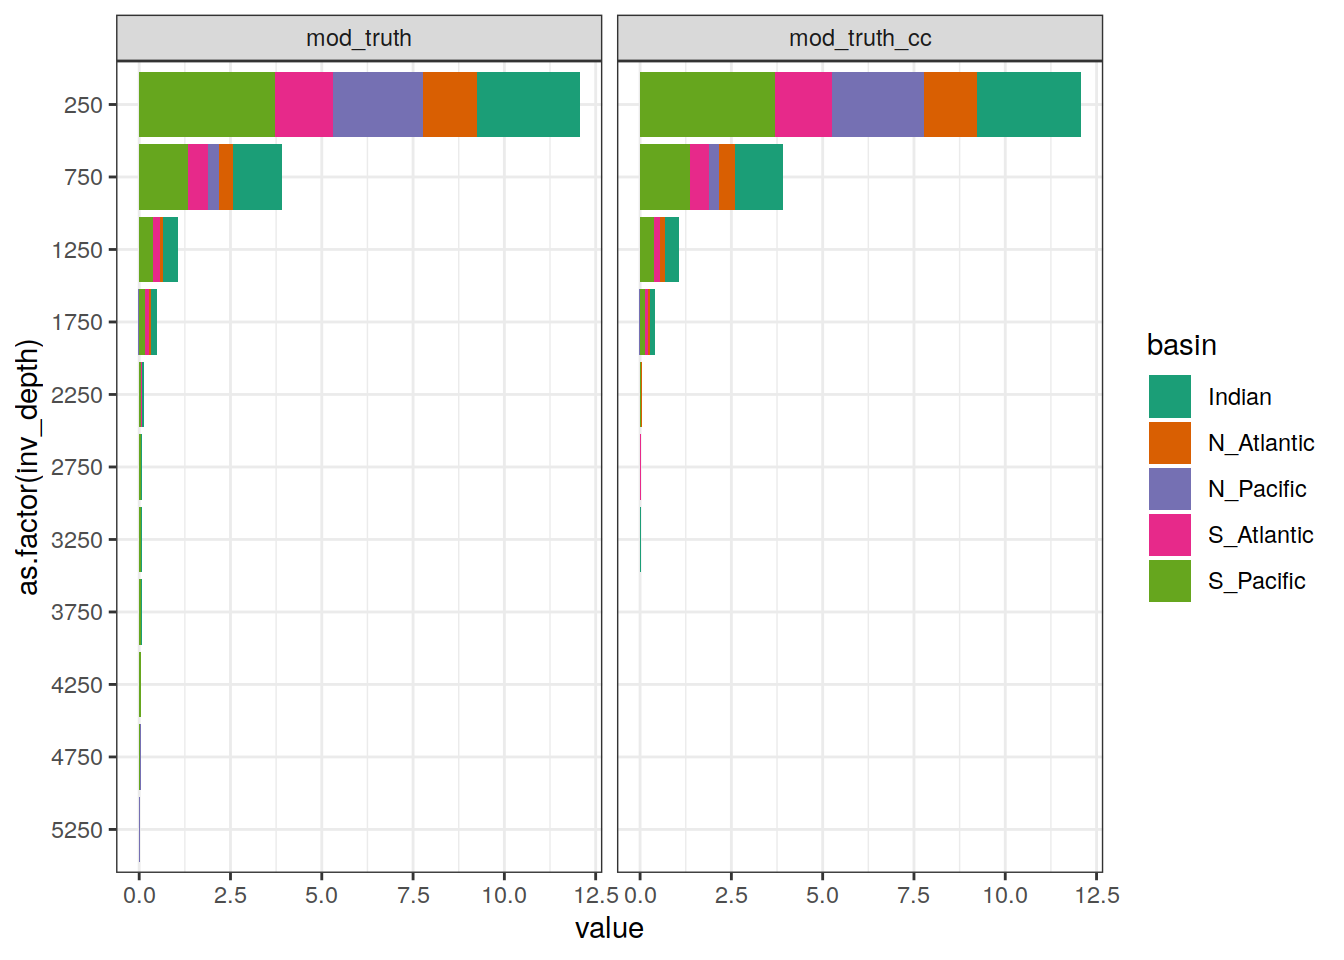 mod_truth
mod_truth_cc
as.factor(inv_depth)
250
750
1250
1750
2250
2750
3250
3750
4250
4750
5250
0.0 2.5 5.0 7.5 10.0 12.5
0.0 2.5 5.0 7.5 10.0 12.5
value
basin
Indian
N_Atlantic
N_Pacific
S_Atlantic
S_Pacific